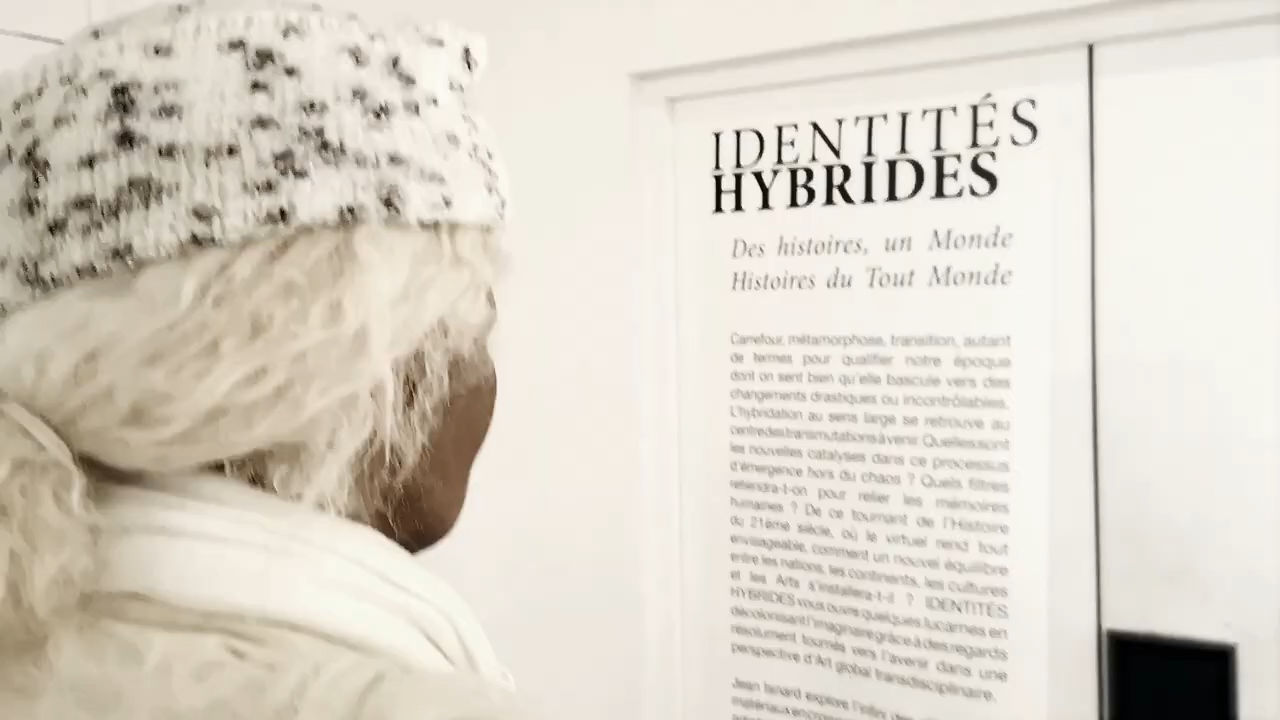 IDENTITÉS
HYBRIDES
Des histoires, un Monde
Histoires du Tout Monde
Carrefour, métamorphose, transition, autant
de termes pour qualifier notre époque
dont on sent bien qu'elle bascule vers des
changements drastiques ou incontrôlables.
L'hybridation au sens large se retrouve au
centre des transmutations à venir. Quelles sont
les nouvelles catalyses dans ce processus
d'émergence hors du chaos ? Quels filtres
retiendra-t-on pour relier les mémoires
humaines ? De ce tournant de l'Histoire
du 21ème siècle, où le virtuel rend tout
envisageable, comment un nouvel équilibre
entre les nations, les continents, les cultures
et les Arts s'installera-t-il ? IDENTITÉS
HYBRIDES vous ouvre quelques lucarnes en
décolonisant l'imaginaire grâce à des regards
résolument tournés vers l'avenir dans une
perspective d'Art global transdisciplinaire.
Jean Isnard explore l'infini des